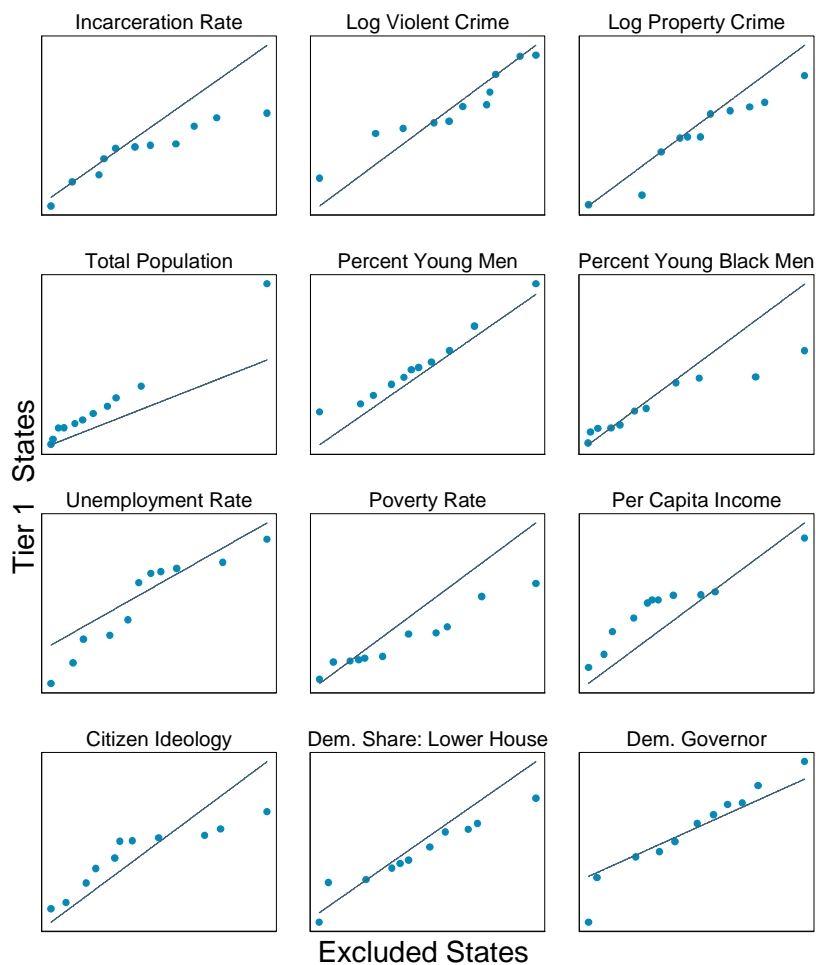 Incarceration Rate
Log Violent Crime
Log Property Crime
Total Population
Percent Young Men
Percent Young Black Men
Unemployment Rate
Poverty Rate
Per Capita Income
Citizen Ideology
Dem. Share: Lower House
Dem. Governor
Tier 1 States
Excluded States